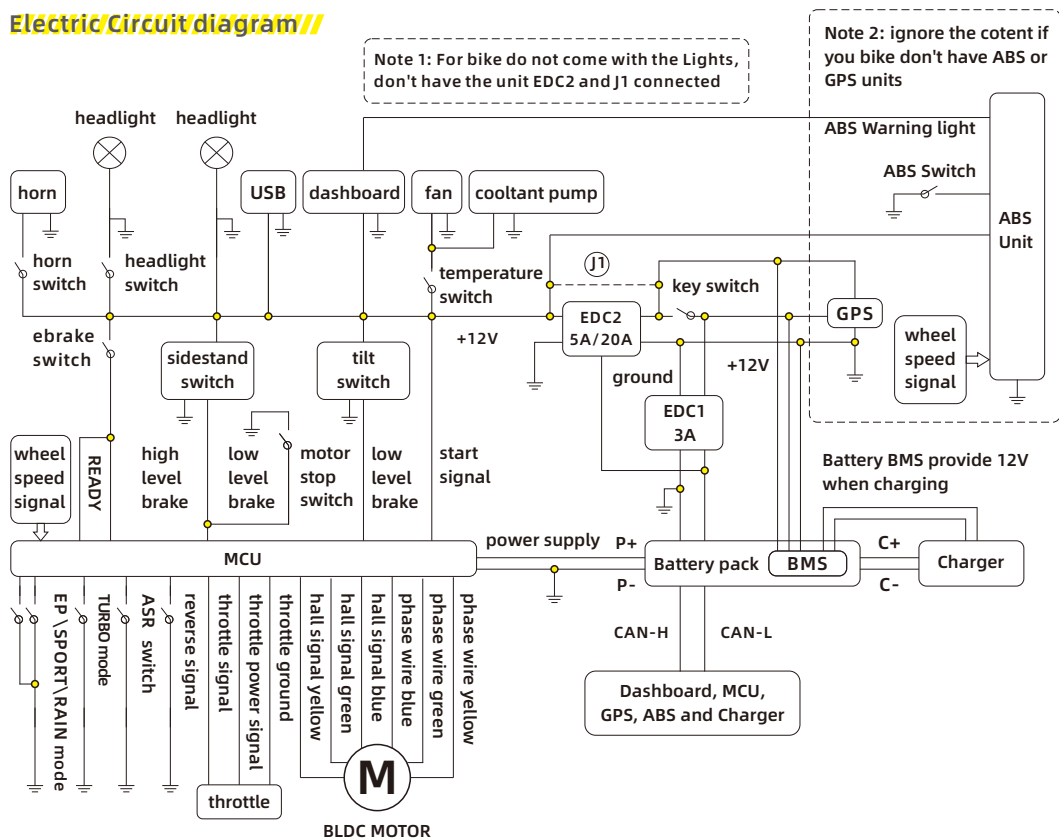 Electric Circuit diagram
Note 1: For bike do not come with the Lights,
don't have the unit EDC2 and J1 connected
Note 2: ignore the cotent if
you bike don't have ABS or
GPS units
headlight
headlight
ABS Warning light
ABS Switch
ABS
Unit
horn
USB
dashboard
fan
cooltant pump
horn
switch
headlight
switch
temperature
switch
J1
key switch
GPS
EDC2
5A/20A
+12V
+12V
ground
wheel
speed
signal
ebrake
switch
sidestand
switch
tilt
switch
EDC1
3A
wheel
speed
signal
READY
high
level
brake
low
level
brake
motor
stop
switch
low
level
brake
start
signal
Battery BMS provide 12V
when charging
MCU
power supply
P+
P-
Battery pack
BMS
C+
C-
Charger
EP \SPORT\RAIN mode
TURBO mode
ASR switch
reverse signal
throttle signal
throttle power signal
throttle ground
hall signal yellow
hall signal green
hall signal blue
phase wire blue
phase wire green
phase wire yellow
CAN-H
CAN-L
Dashboard, MCU,
GPS, ABS and Charger
throttle
M
BLDC MOTOR